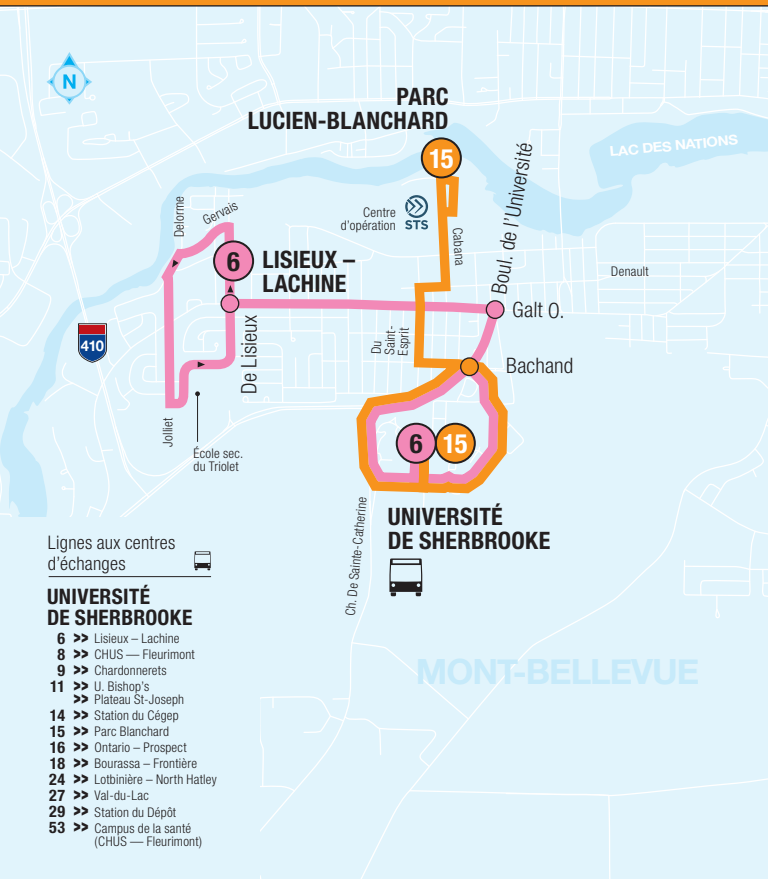 N
PARC
LUCIEN-BLANCHARD
15
LAC DES NATIONS
Boul. de l'Université
Delorme
Gervais
Centre
d'opération
STS
Cabana
6
LISIEUX –
LACHINE
Denault
Galt O.
410
De Lisieux
Du
Saint-
Esprit
Bachand
Jolliet
École sec.
du Triolet
6
15
Ch. De Sainte-Catherine
UNIVERSITÉ
DE SHERBROOKE
MONT-BELLEVUE
Lignes aux centres
d'échanges
UNIVERSITÉ
DE SHERBROOKE
6 >> Lisieux – Lachine
8 >> CHUS — Fleurimont
9 >> Chardonnerets
11 >> U. Bishop's
>> Plateau St-Joseph
14 >> Station du Cégep
15 >> Parc Blanchard
16 >> Ontario – Prospect
18 >> Bourassa – Frontière
24 >> Lotbinière – North Hatley
27 >> Val-du-Lac
29 >> Station du Dépôt
53 >> Campus de la santé
(CHUS — Fleurimont)